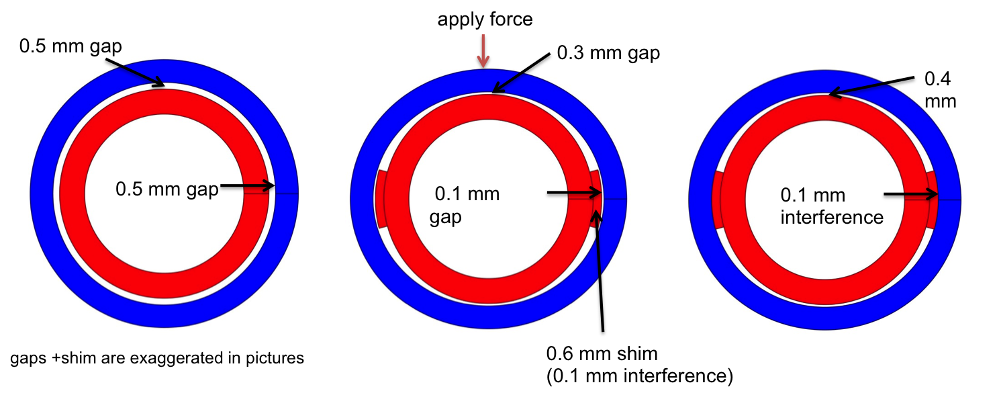 0.5 mm gap
0.5 mm gap
gaps +shim are exaggerated in pictures
apply force
0.3 mm gap
0.1 mm
gap
0.6 mm shim
(0.1 mm interference)
0.4
mm
0.1 mm
interference